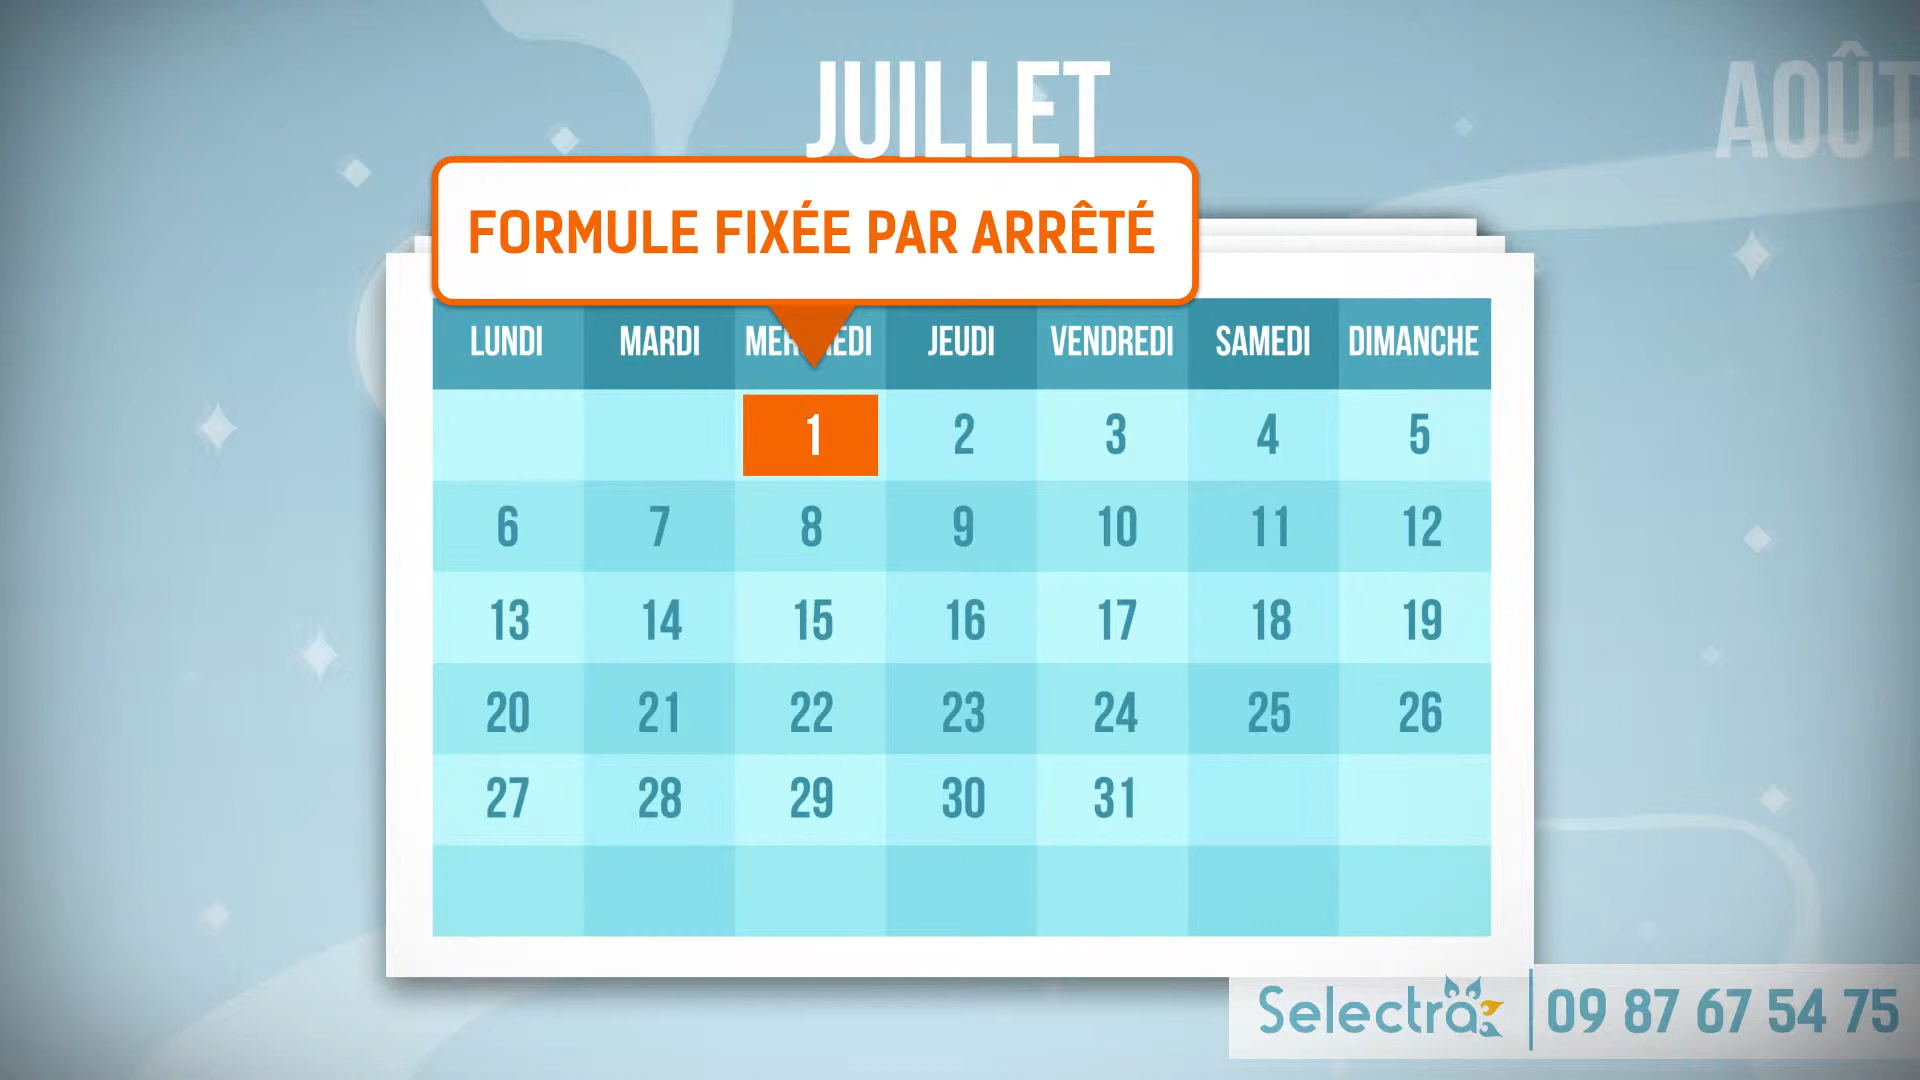 JUILLET
AOÛT
FORMULE FIXÉE PAR ARRÊTÉ
LUNDI MARDI MERCREDI JEUDI VENDREDI SAMEDI DIMANCHE
1 2 3 4 5
6 7 8 9 10 11 12
13 14 15 16 17 18 19
20 21 22 23 24 25 26
27 28 29 30 31
Selectra 09 87 67 54 75